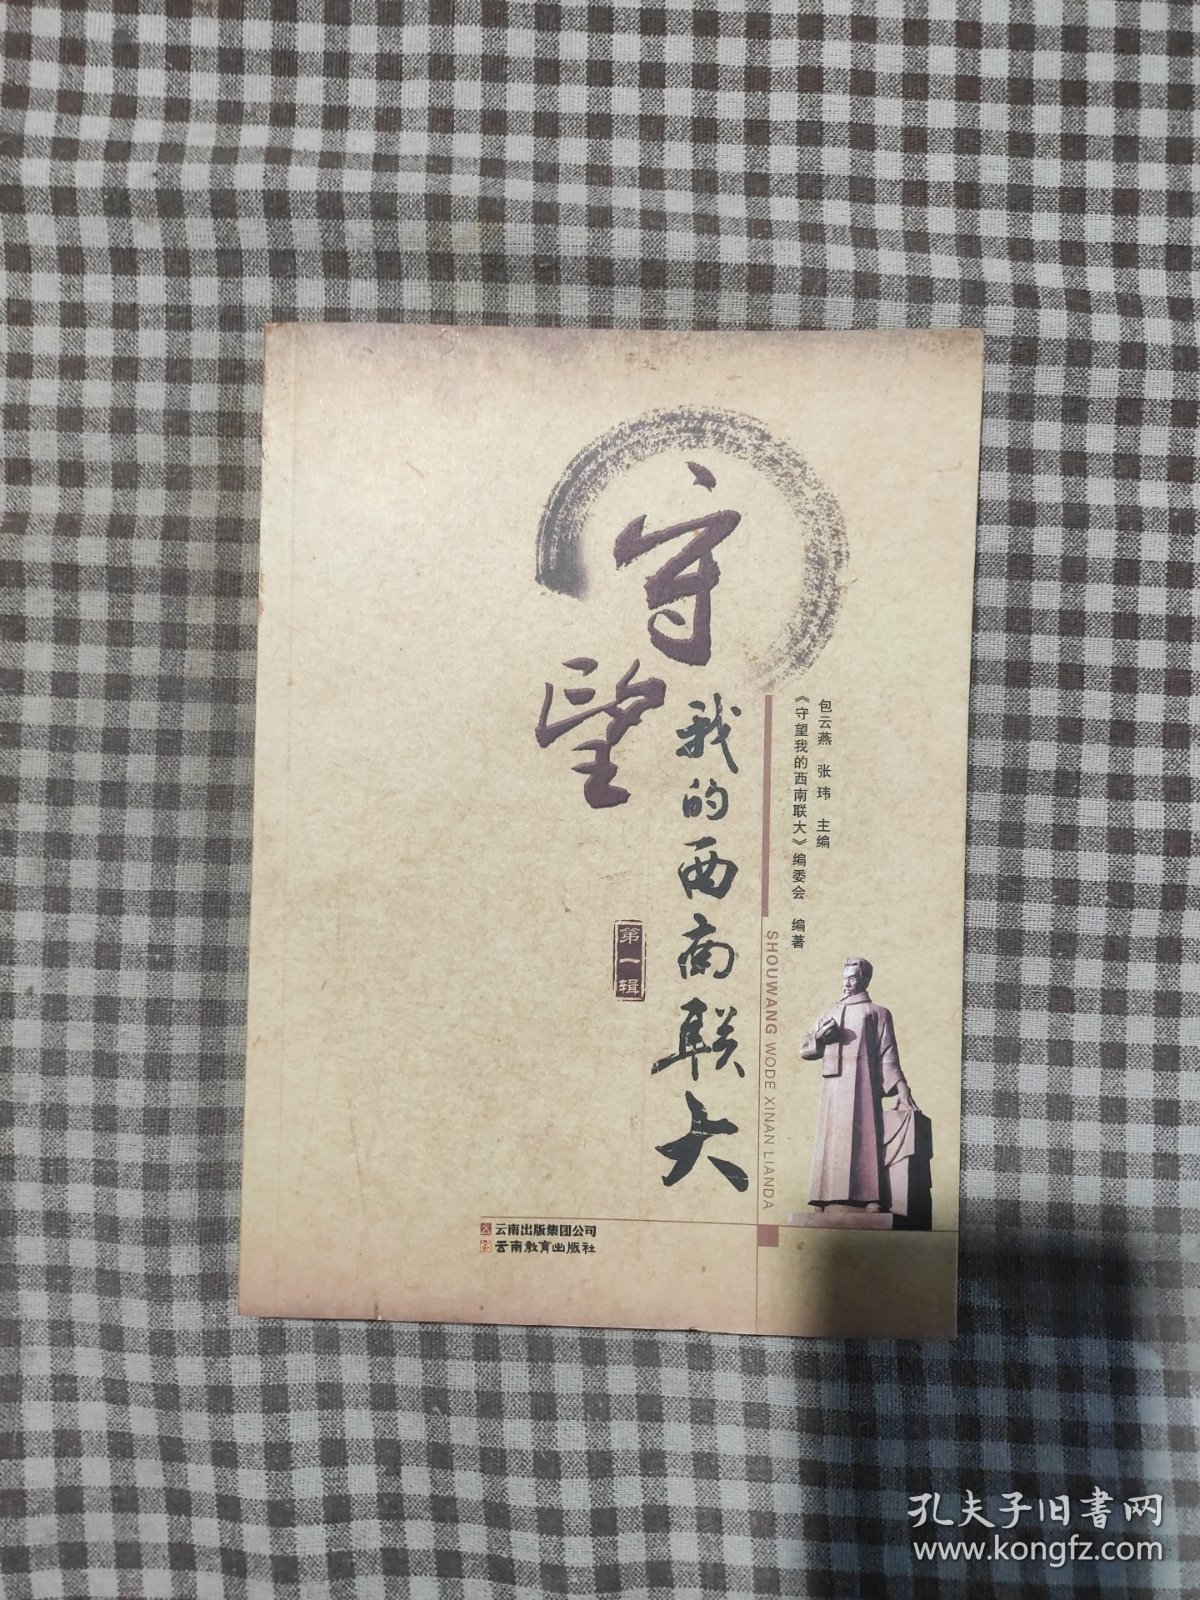 守望
我的西南联大
第一辑
包云燕 张玮 主编
《守望我的西南联大》编委会 编著
SHOUWANG WODE XINAN LIANDA
云南出版集团公司
云南教育出版社
孔夫子旧书网
www.kongfz.com